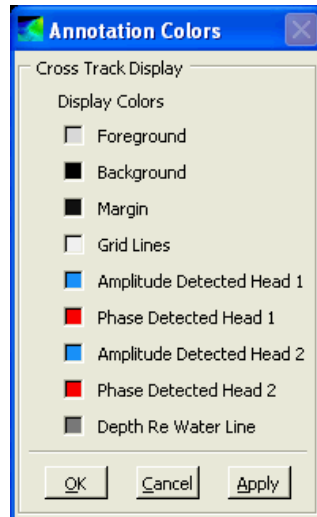 Annotation Colors
Cross Track Display
Display Colors
Foreground
Background
Margin
Grid Lines
Amplitude Detected Head 1
Phase Detected Head 1
Amplitude Detected Head 2
Phase Detected Head 2
Depth Re Water Line
OK Cancel Apply